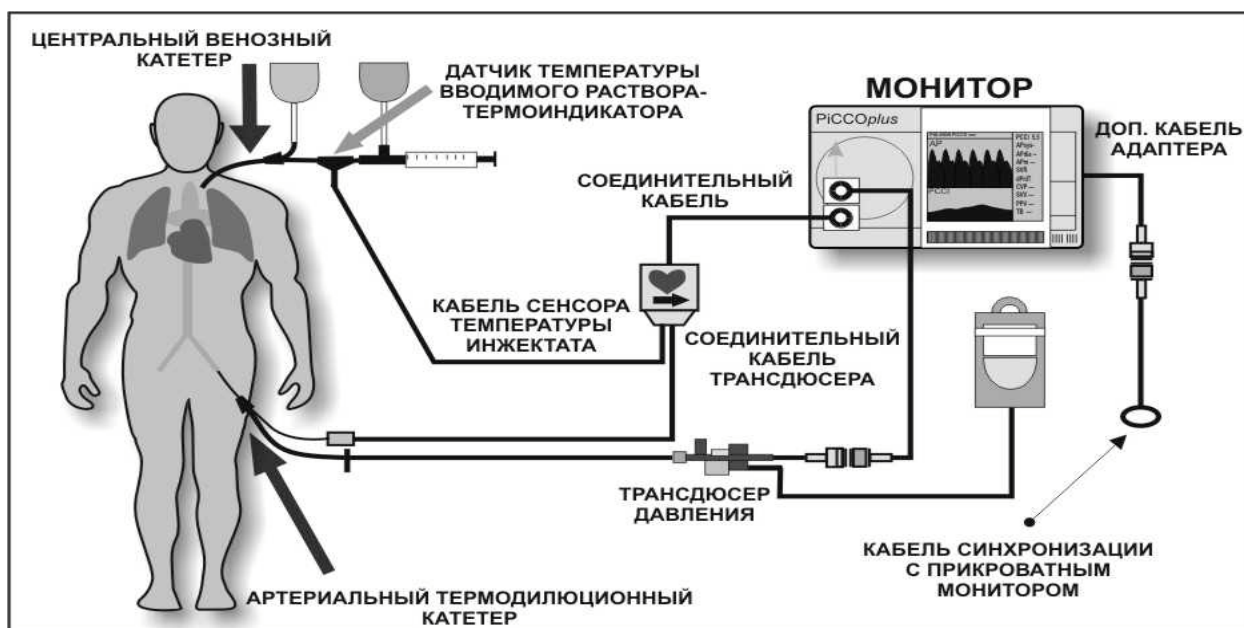 ЦЕНТРАЛЬНЫЙ ВЕНОЗНЫЙ
КАТЕТЕР
ДАТЧИК ТЕМПЕРАТУРЫ
ВВОДИМОГО РАСТВОРА-
ТЕРМОИНДИКАТОРА
МОНИТОР
PiCCOplus
AP
PCCI
ДОП. КАБЕЛЬ
АДАПТЕРА
СОЕДИНИТЕЛЬНЫЙ
КАБЕЛЬ
КАБЕЛЬ СЕНСОРА
ТЕМПЕРАТУРЫ
ИНЖЕКТАТА
СОЕДИНИТЕЛЬНЫЙ
КАБЕЛЬ
ТРАНСДЮСЕРА
ТРАНСДЮСЕР
ДАВЛЕНИЯ
КАБЕЛЬ СИНХРОНИЗАЦИИ
С ПРИКРОВАТНЫМ
МОНИТОРОМ
АРТЕРИАЛЬНЫЙ ТЕРМОДИЛЮЦИОННЫЙ
КАТЕТЕР